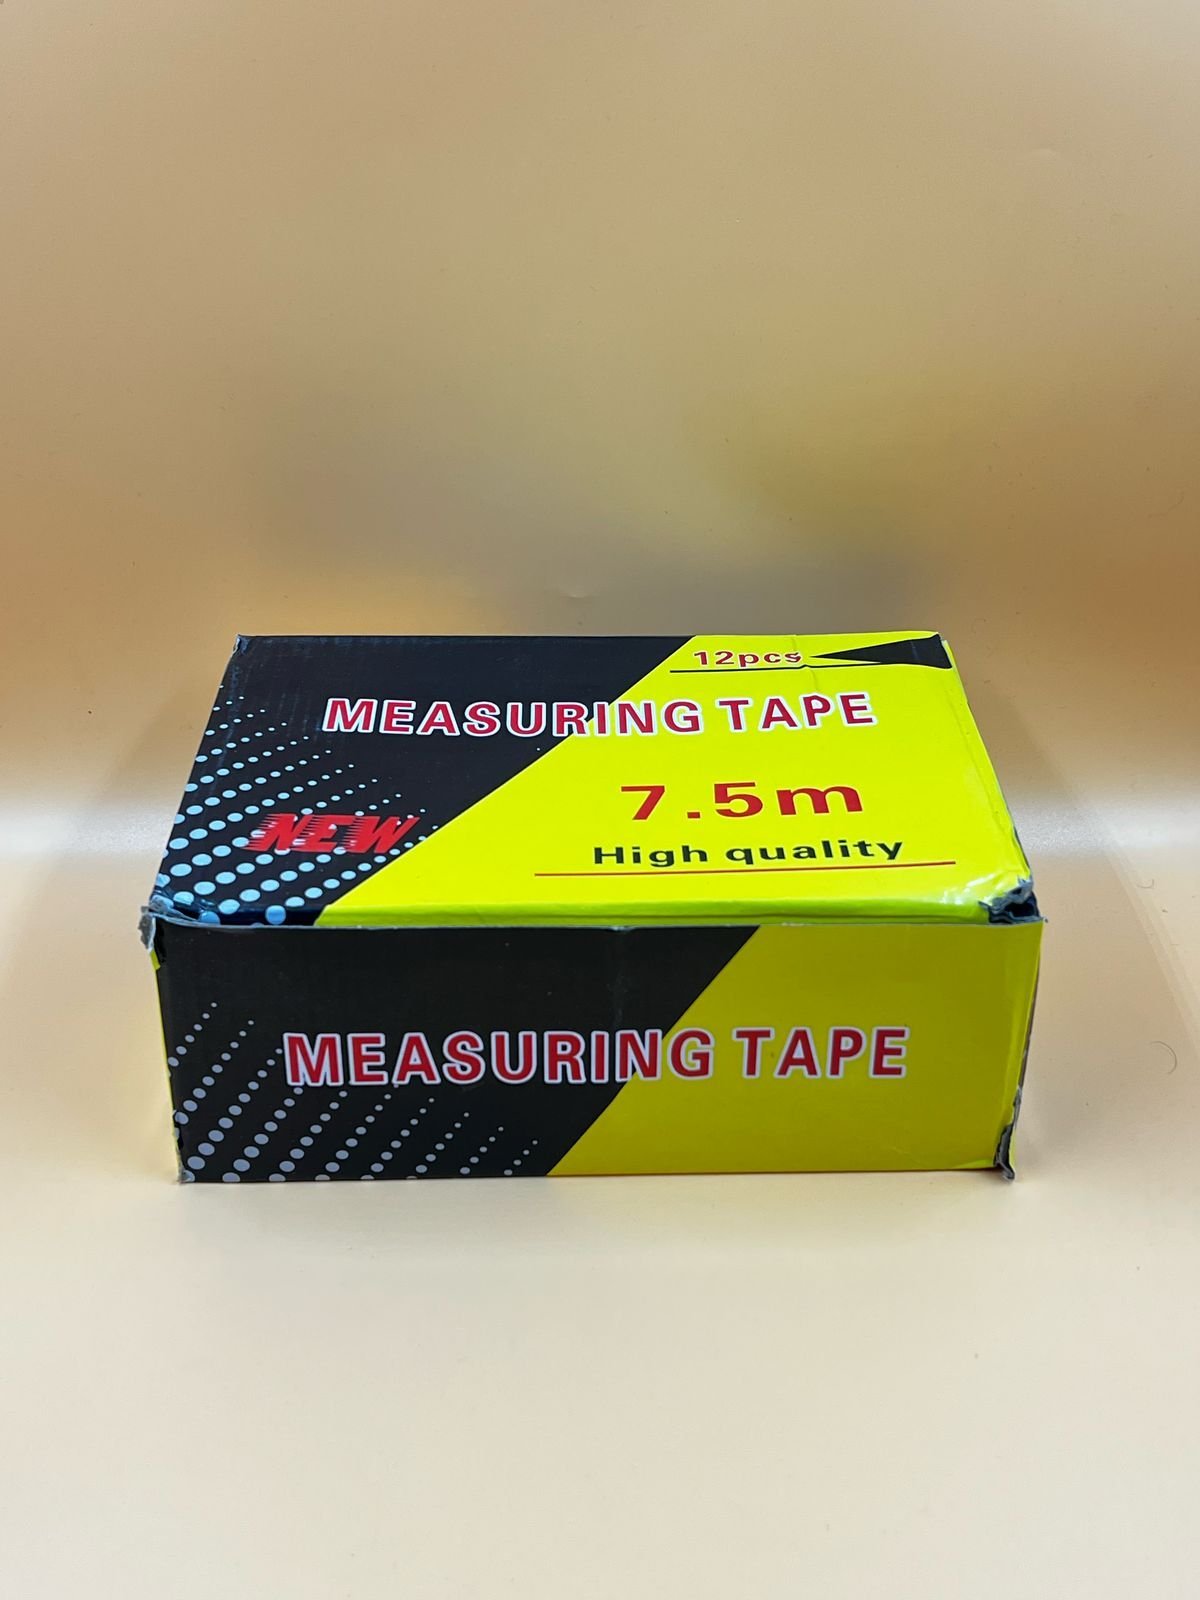 12pcs
MEASURING TAPE
7.5m
NEW
High quality
MEASURING TAPE